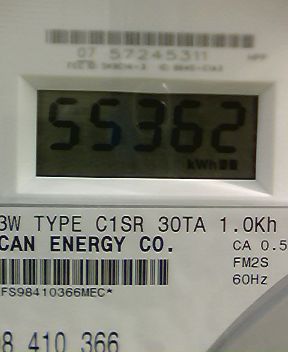 07 57245311
55362
kWh
3W TYPE C1SR 30TA 1.0Kh
CAN ENERGY CO.
CA 0.5
FM2S
60Hz
FS98410366MEC*
98 410 366